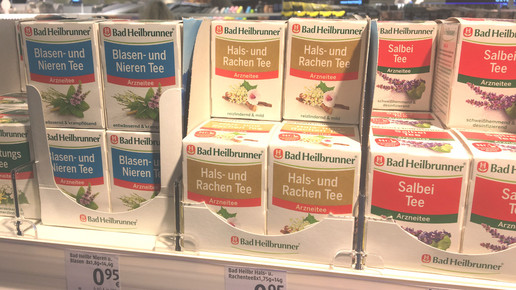 Bad Heilbrunner
Blasen- und
Nieren Tee
Arzneitee
Bad Heilbrunner
Blasen- und
Nieren Tee
Arzneitee
Bad Heilbrunner
Hals- und
Rachen Tee
Arzneitee
reizlindernd & mild
Bad Heilbrunner
Hals- und
Rachen Tee
Arzneitee
Salbei
Tee
Arzneitee
Bad Heilbrunner
Tee
Bad Heilbrunner
Blasen- und
Nieren Tee
Arzneitee
Bad Heilbrunner
Blasen- und
Nieren Tee
Arzneitee
Bad Heilbrunner
Hals- und
Rachen Tee
Arzneitee
Bad Heilbrunner
Hals- und
Rachen Tee
Arzneitee
Bad Heilbrunner
Salbei
Tee
Arzneitee
Bad Heilbrunner
Salbei
Tee
Arzneitee
Bad Heilbrunner
Bad Heilbrunner
Bad Heilbrunner
0.95
Bad Heilbr Hals- u.